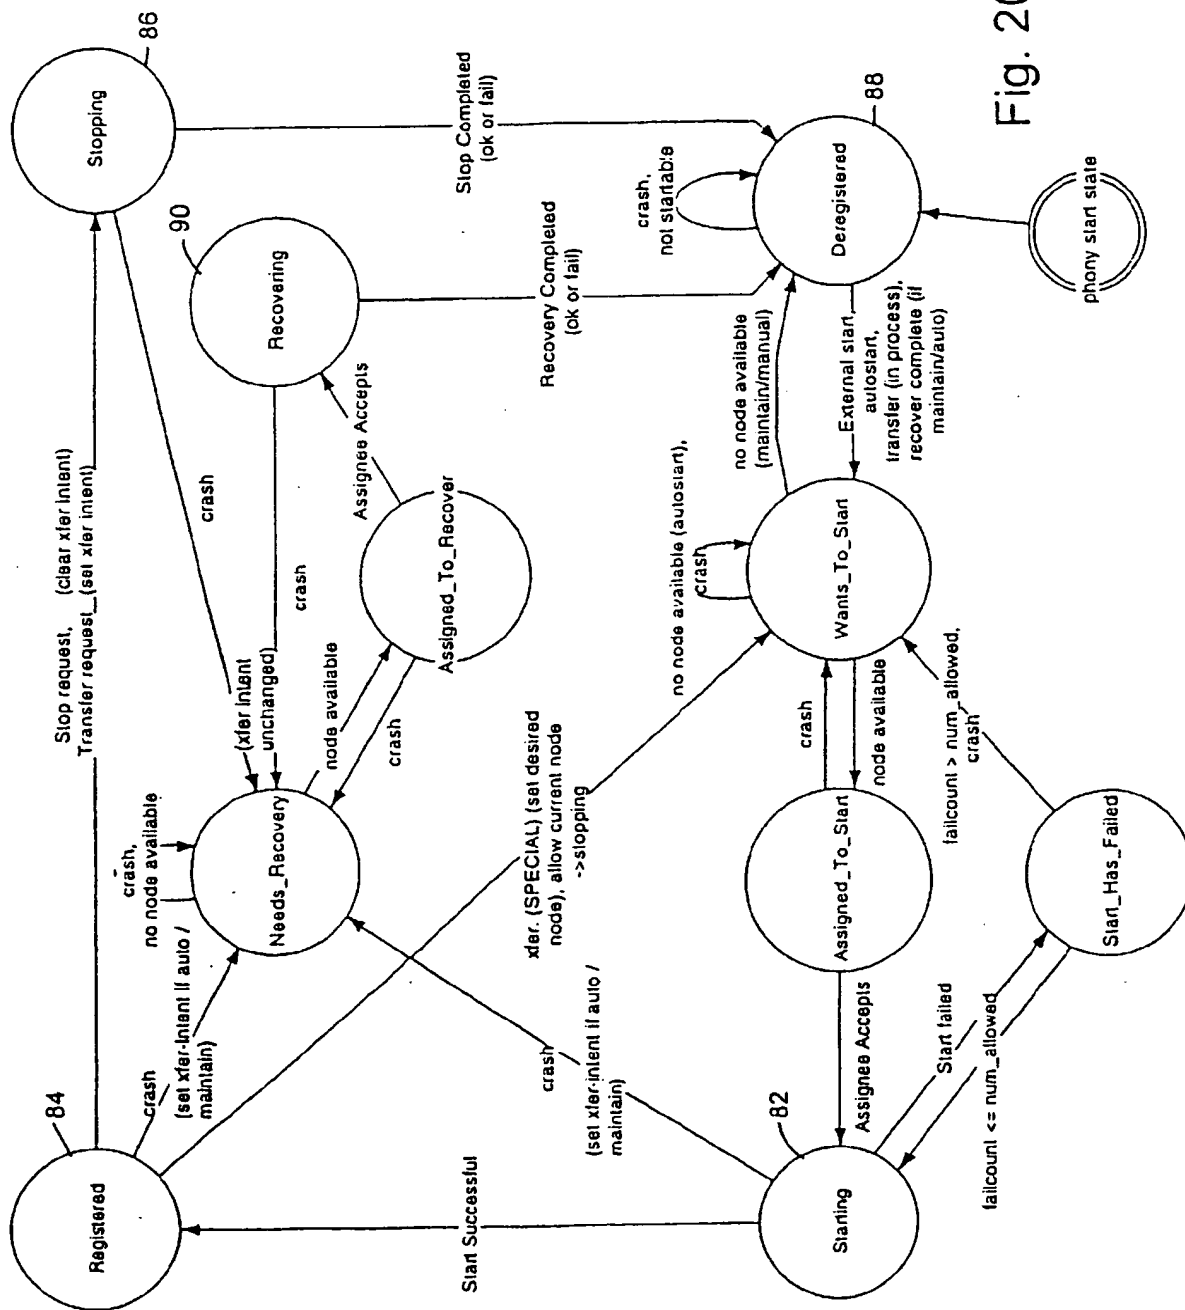 Stopping
86
Stop request, (clear xfer intent)
Transfer request_(set xfer intent)
crash
Stop Completed
(ok or fail)
90
Recovering
Recovery Completed
(ok or fail)
crash
Assignee Accepts
Assigned_To_Recover
(xfer intent
unchanged)
node available
crash
crash,
no node available
Needs_Recovery
84
Registered
crash
(set xfer-intent if auto /
maintain)
xfer. (SPECIAL) (set desired
node), allow current node
->stopping
crash
(set xfer-intent if auto /
maintain)
Start Successful
82
Starting
Assignee Accepts
Assigned_To_Start
crash
node available
Wants_To_Start
no node available (autostart),
crash
no node available
(maintain/manual)
External start,
autostart,
transfer (in process),
recover complete (if
maintain/auto)
crash,
not startable
Deregistered
88
phony start state
Start failed
failcount <= num_allowed
Start_Has_Failed
failcount > num_allowed,
crash